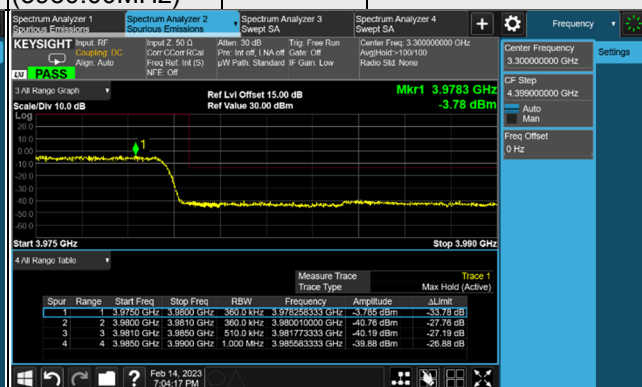 (3930.00MHz)
Spectrum Analyzer 1
Spurious Emissions
Spectrum Analyzer 2
Spurious Emissions
Spectrum Analyzer 3
Swept SA
Spectrum Analyzer 4
Swept SA
+
Frequency
KEYSIGHT
Input: RF
Coupling: DC
Align: Auto
Input Z: 50 Ω
Corr CCorr RCal
Freq Ref: Int (S)
NFE: Off
Atten: 30 dB
Pre: Int off, LNA off
µW Path: Standard
Trig: Free Run
Gate: Off
IF Gain: Low
Center Freq: 3.300000000 GHz
Avg|Hold:>100/100
Radio Std: None
LXI
PASS
Center Frequency
3.300000000 GHz
Settings
CF Step
4.399000000 GHz
Auto
Man
Freq Offset
0 Hz
3 All Range Graph
Ref Lvl Offset 15.00 dB
Mkr1 3.9783 GHz
Scale/Div 10.0 dB
Ref Value 30.00 dBm
-3.78 dBm
Log
20.0
10.0
0.00
-10.0
-20.0
-30.0
-40.0
-50.0
-60.0
1
Start 3.975 GHz
Stop 3.990 GHz
4 All Range Table
Measure Trace
Trace 1
Trace Type
Max Hold (Active)
Spur Range Start Freq Stop Freq RBW Frequency Amplitude ΔLimit
1 1 3.9750 GHz 3.9800 GHz 360.0 kHz 3.978258333 GHz -3.785 dBm -33.78 dB
2 2 3.9800 GHz 3.9810 GHz 360.0 kHz 3.980010000 GHz -40.76 dBm -27.76 dB
3 3 3.9810 GHz 3.9850 GHz 510.0 kHz 3.981773333 GHz -40.19 dBm -27.19 dB
4 4 3.9850 GHz 3.9900 GHz 1.000 MHz 3.985583333 GHz -39.88 dBm -26.88 dB
?
Feb 14, 2023
7:04:17 PM